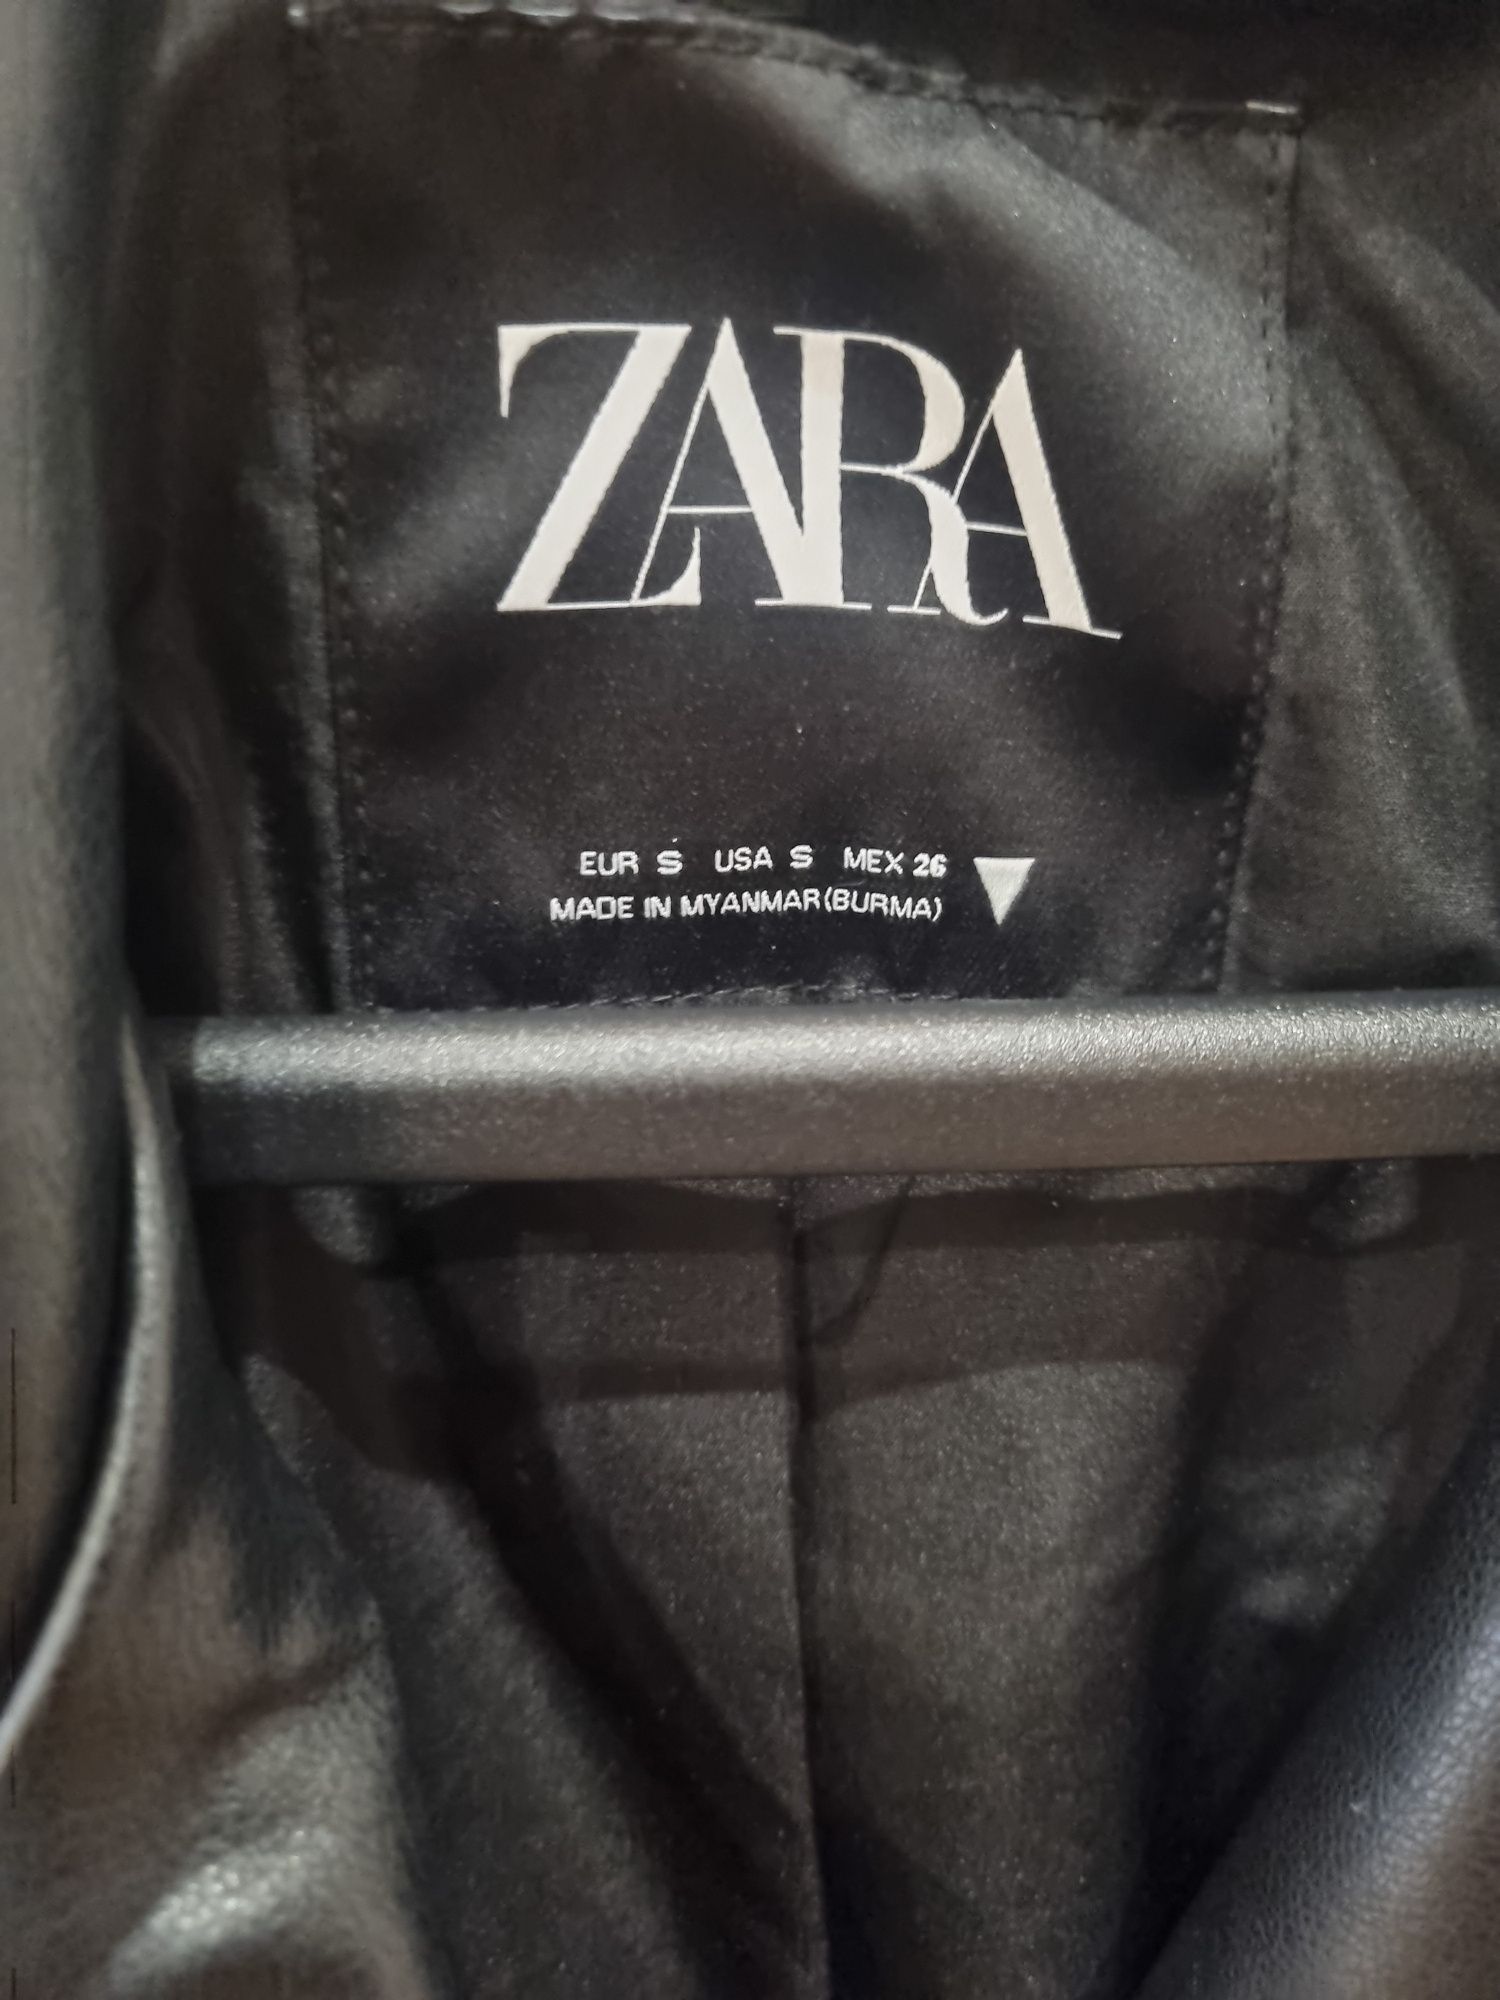 ZARA
EUR S USA S MEX 26
MADE IN MYANMAR(BURMA)